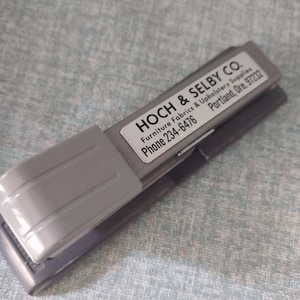 HOCH & SELBY CO.
Furniture Fabrics & Upholstery Supplies
Phone 234-6476 Portland, Ore. 97232